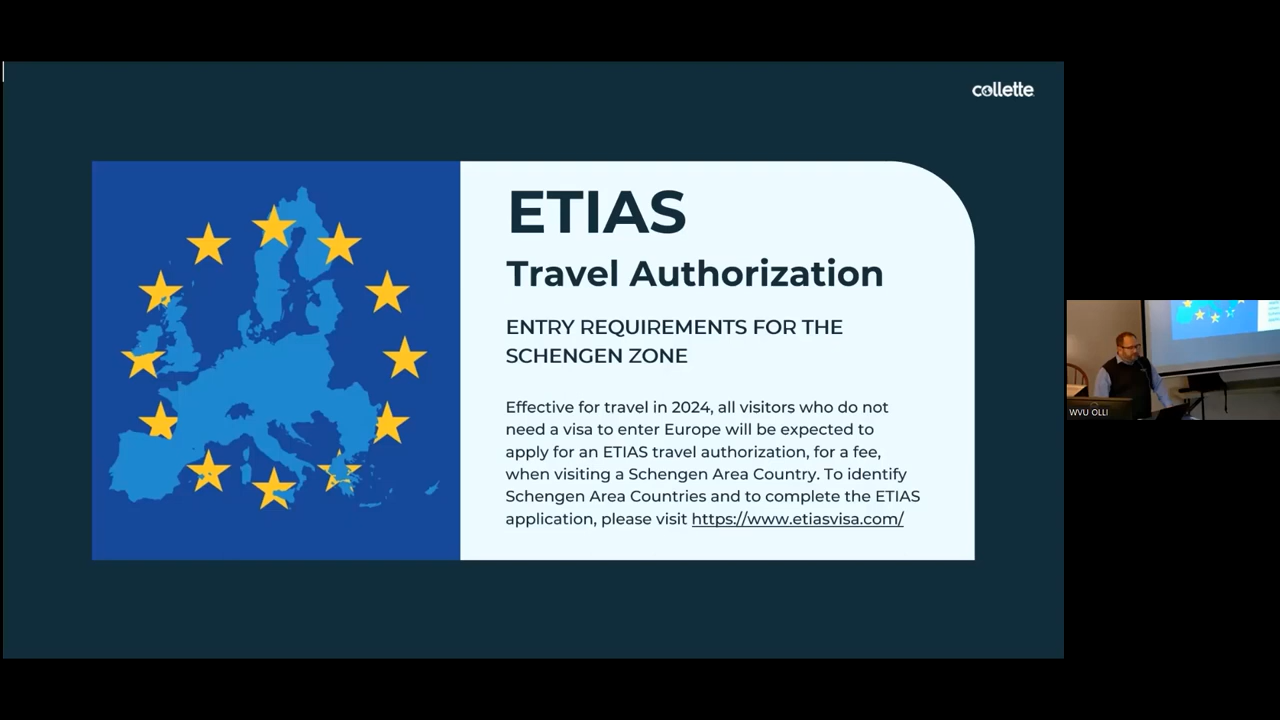 collette
ETIAS
Travel Authorization
ENTRY REQUIREMENTS FOR THE
SCHENGEN ZONE
Effective for travel in 2024, all visitors who do not
need a visa to enter Europe will be expected to
apply for an ETIAS travel authorization, for a fee,
when visiting a Schengen Area Country. To identify
Schengen Area Countries and to complete the ETIAS
application, please visit https://www.etiasvisa.com/
WVU OLLI